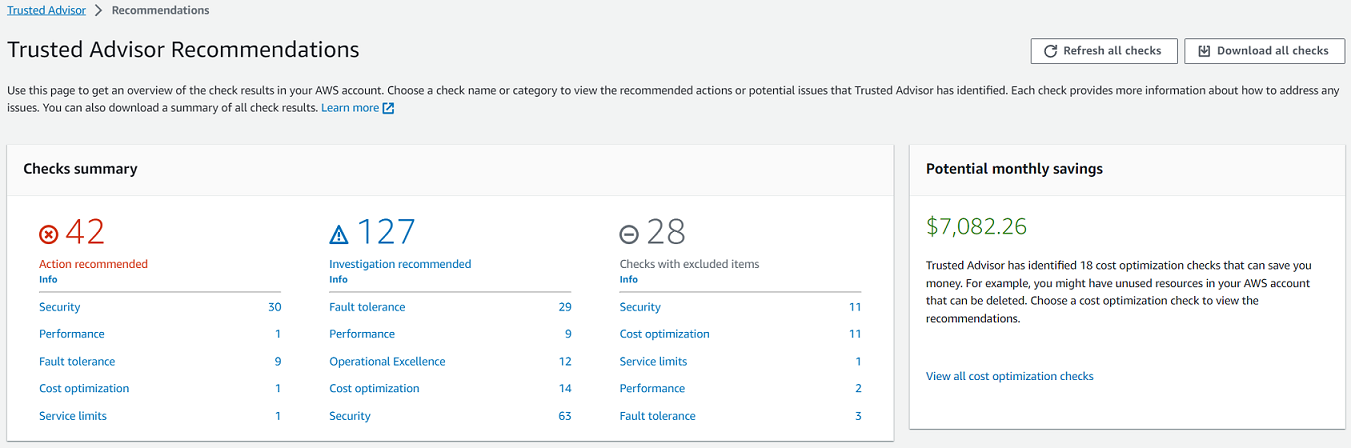 Trusted Advisor > Recommendations
Trusted Advisor Recommendations
Refresh all checks
Download all checks
Use this page to get an overview of the check results in your AWS account. Choose a check name or category to view the recommended actions or potential issues that Trusted Advisor has identified. Each check provides more information about how to address any
issues. You can also download a summary of all check results. Learn more
Checks summary
42
Action recommended
Info
Security 30
Performance 1
Fault tolerance 9
Cost optimization 1
Service limits 1
127
Investigation recommended
Info
Fault tolerance 29
Performance 9
Operational Excellence 12
Cost optimization 14
Security 63
28
Checks with excluded items
Info
Security 11
Cost optimization 11
Service limits 1
Performance 2
Fault tolerance 3
Potential monthly savings
$7,082.26
Trusted Advisor has identified 18 cost optimization checks that can save you
money. For example, you might have unused resources in your AWS account
that can be deleted. Choose a cost optimization check to view the
recommendations.
View all cost optimization checks